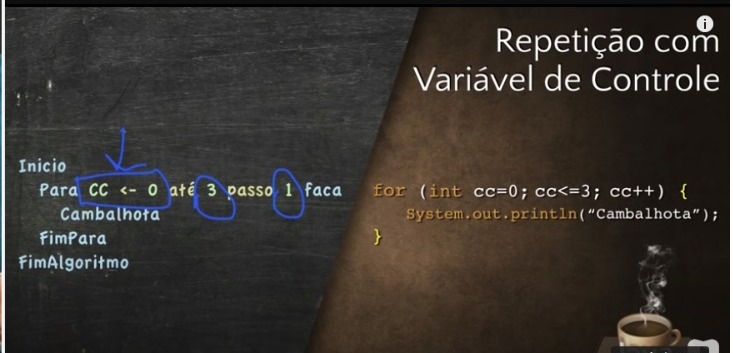 Repetição com
Variável de Controle
Inicio
Para CC <- 0 até 3 passo 1 faca
Cambalhota
FimPara
FimAlgoritmo
for (int cc=0; cc<=3; cc++) {
System.out.println(“Cambalhota”);
}